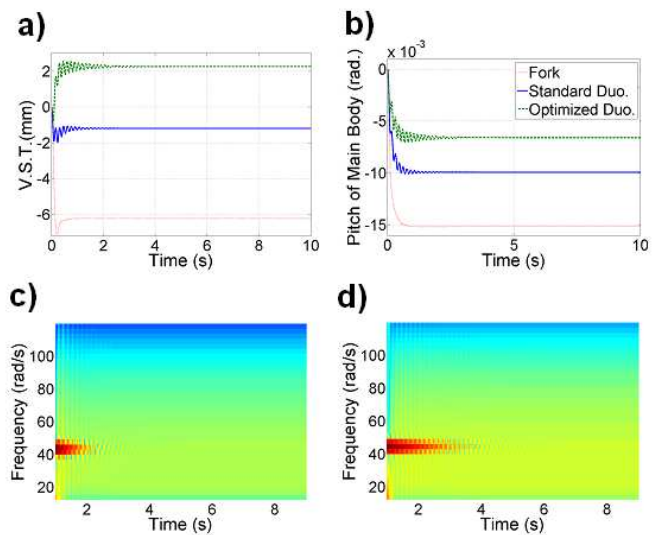 a)
b)
V.S.T.(mm)
2
0
-2
-4
-6
0
2
4
6
8
10
Time (s)
x 10-3
Pitch of Main Body (rad.)
0
-5
-10
-15
0
5
10
Time (s)
Fork
Standard Duo.
Optimized Duo.
c)
d)
Frequency (rad/s)
100
80
60
40
20
2
4
6
8
Time (s)
Frequency (rad/s)
100
80
60
40
20
2
4
6
8
Time (s)